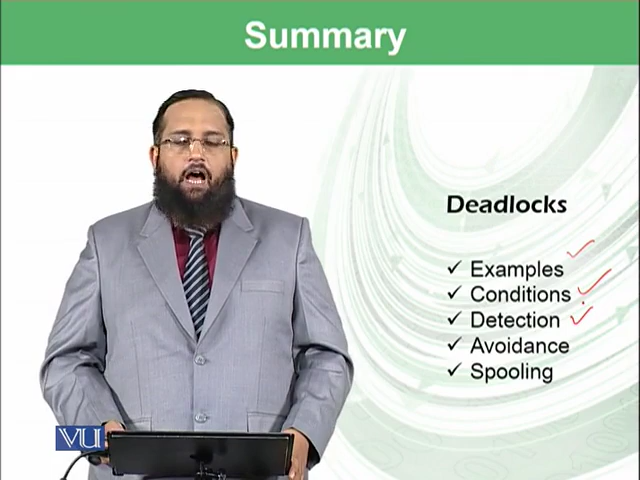 Summary
Deadlocks
✓ Examples
✓ Conditions
✓ Detection
✓ Avoidance
✓ Spooling
VU